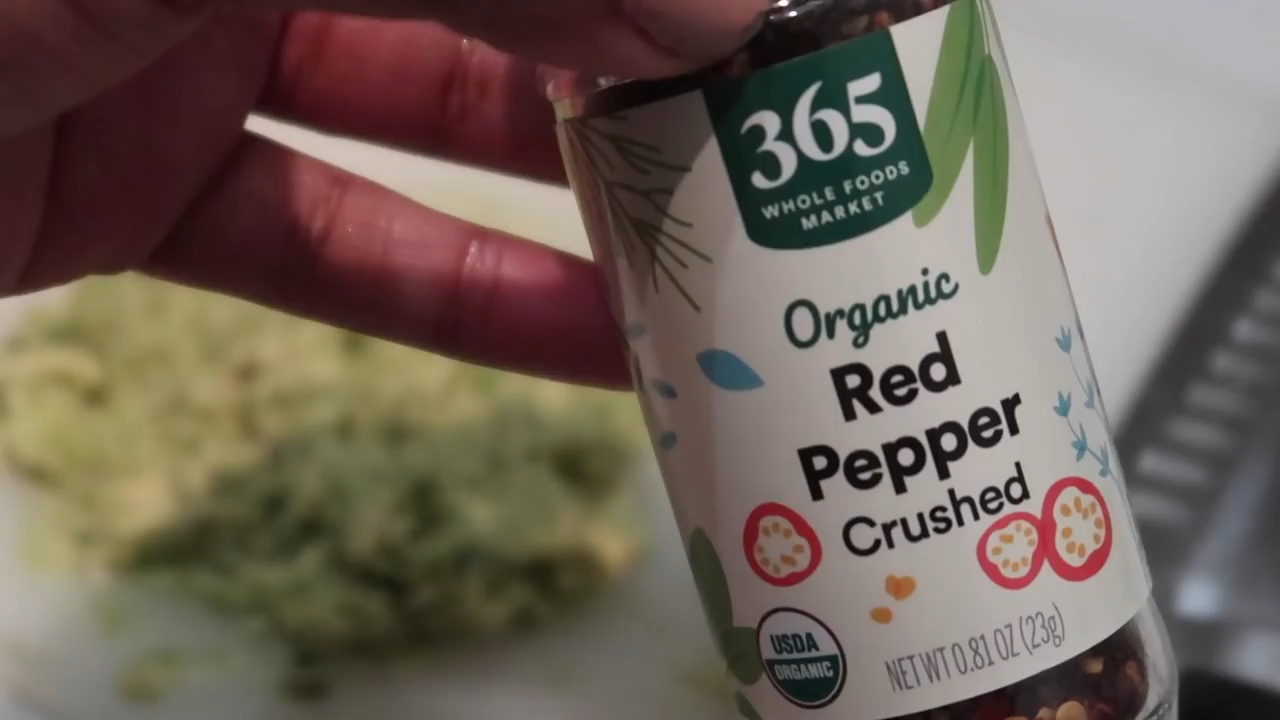 365
WHOLE FOODS
MARKET
Organic
Red
Pepper
Crushed
USDA
ORGANIC
NET WT 0.81 OZ (23g)